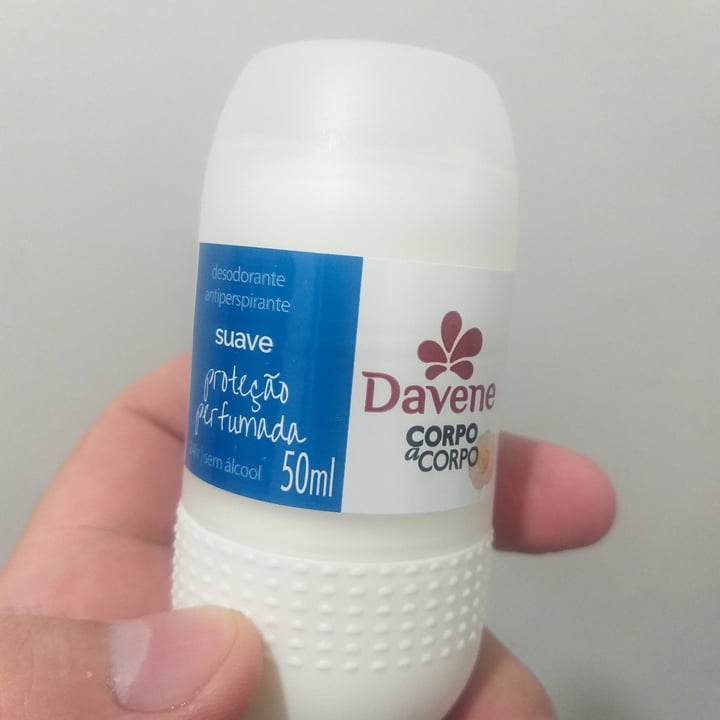 desodorante
antiperspirante
suave
proteção
perfumada
sem álcool
50ml
Davene
CORPO
a CORPO